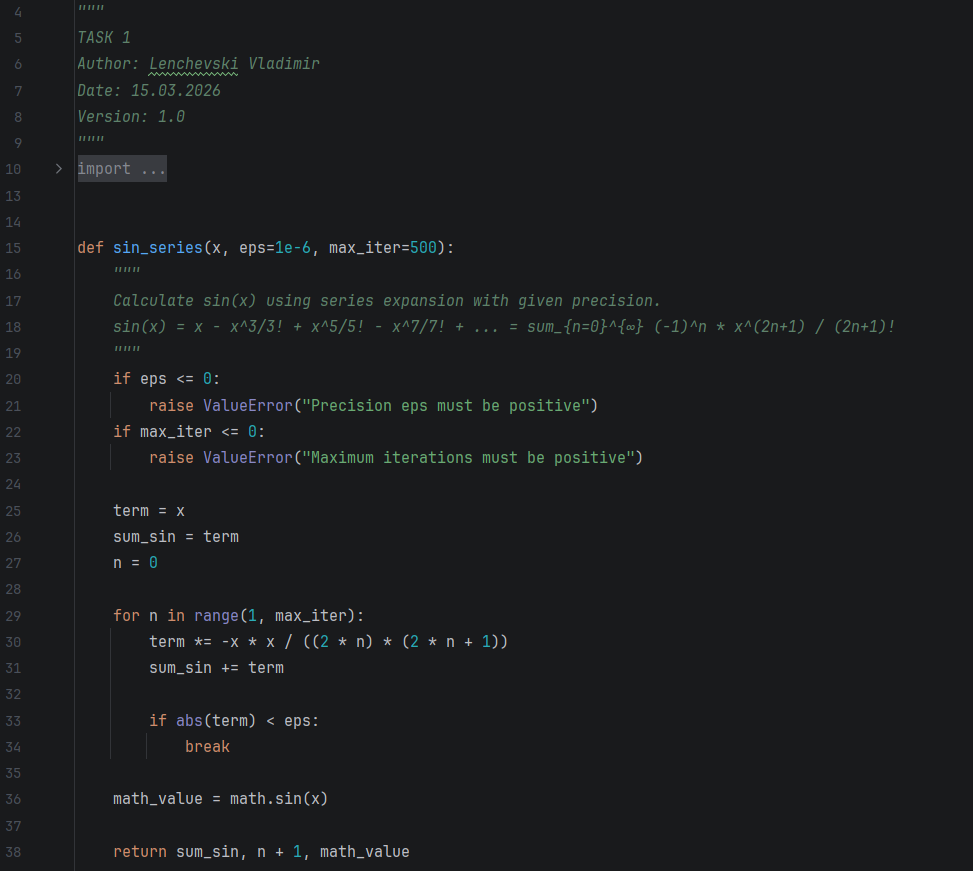 4 """
5 TASK 1
6 Author: Lenchevski Vladimir
7 Date: 15.03.2026
8 Version: 1.0
9 """
10 import ...
13
14
15 def sin_series(x, eps=1e-6, max_iter=500):
16     """
17     Calculate sin(x) using series expansion with given precision.
18     sin(x) = x - x^3/3! + x^5/5! - x^7/7! + ... = sum_{n=0}^{∞} (-1)^n * x^(2n+1) / (2n+1)!
19     """
20     if eps <= 0:
21         raise ValueError("Precision eps must be positive")
22     if max_iter <= 0:
23         raise ValueError("Maximum iterations must be positive")
24
25     term = x
26     sum_sin = term
27     n = 0
28
29     for n in range(1, max_iter):
30         term *= -x * x / ((2 * n) * (2 * n + 1))
31         sum_sin += term
32
33         if abs(term) < eps:
34             break
35
36     math_value = math.sin(x)
37
38     return sum_sin, n + 1, math_value